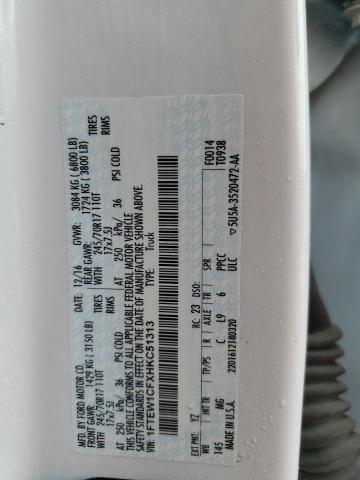 MFD. BY FORD MOTOR CO.
DATE: 12/16 GVWR: 3084 KG (6800 LB)
FRONT GAWR: 1429 KG (3150 LB) REAR GAWR: 1724 KG (3800 LB)
WITH 245/70R17 110T TIRES WITH 245/70R17 110T TIRES
17x7.5J RIMS 17x7.5J RIMS
AT 250 kPa/ 36 PSI COLD AT 250 kPa/ 36 PSI COLD
THIS VEHICLE CONFORMS TO ALL APPLICABLE FEDERAL MOTOR VEHICLE
SAFETY STANDARDS IN EFFECT ON THE DATE OF MANUFACTURE SHOWN ABOVE.
VIN: 1FTEW1CFXHKC51313 TYPE: Truck
F0014
T0938
EXT PNT: YZ RC: 23 DSO:
WB INT TR TP/PS R AXLE TR SPR
145 MG C L9 6 PPCC
MADE IN U.S.A. 2201612180320 ULC
5U5A-3520472-AA